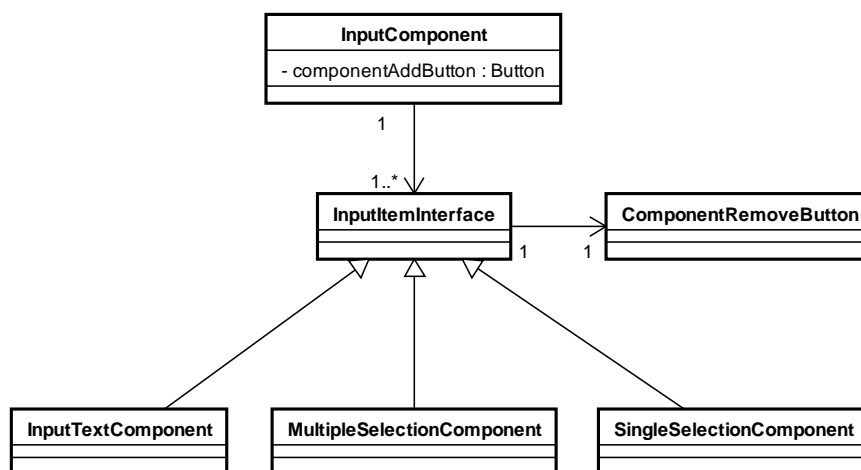 InputComponent
- componentAddButton : Button
1
1..*
InputItemInterface
ComponentRemoveButton
1
1
InputTextComponent
MultipleSelectionComponent
SingleSelectionComponent